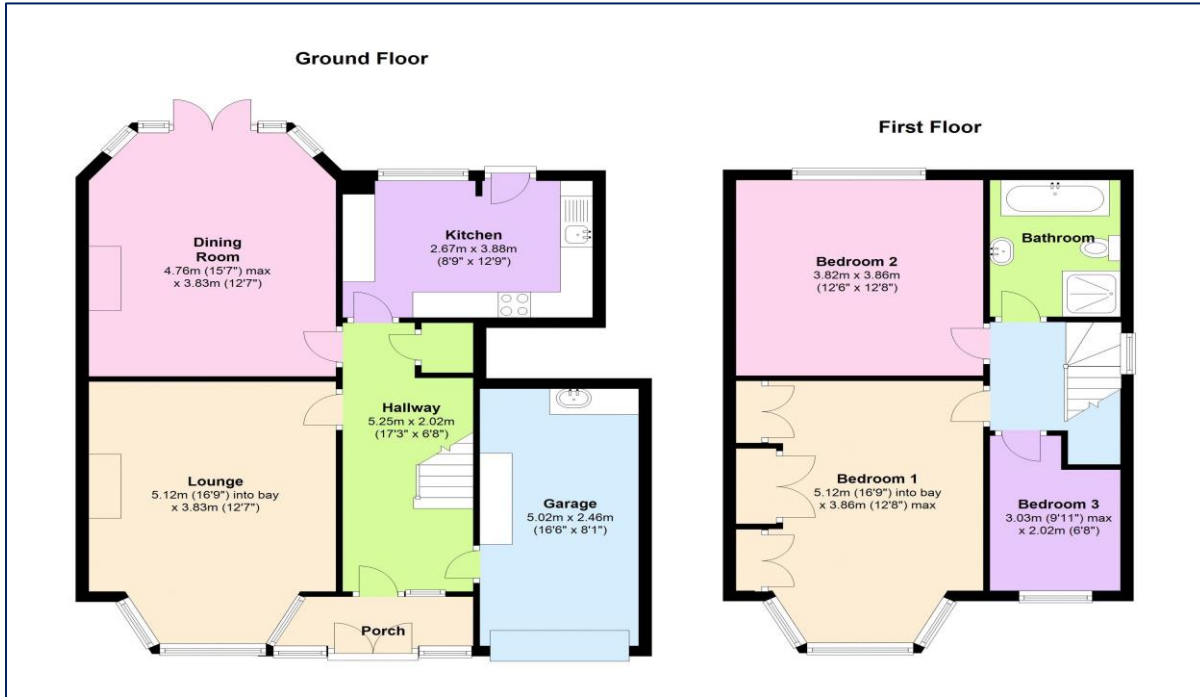 Ground Floor
Dining
Room
4.76m (15'7") max
x 3.83m (12'7")
Kitchen
2.67m x 3.88m
(8'9" x 12'9")
Hallway
5.25m x 2.02m
(17'3" x 6'8")
Lounge
5.12m (16'9") into bay
x 3.83m (12'7")
Garage
5.02m x 2.46m
(16'6" x 8'1")
Porch
First Floor
Bedroom 2
3.82m x 3.86m
(12'6" x 12'8")
Bathroom
Bedroom 1
5.12m (16'9") into bay
x 3.86m (12'8") max
Bedroom 3
3.03m (9'11") max
x 2.02m (6'8")